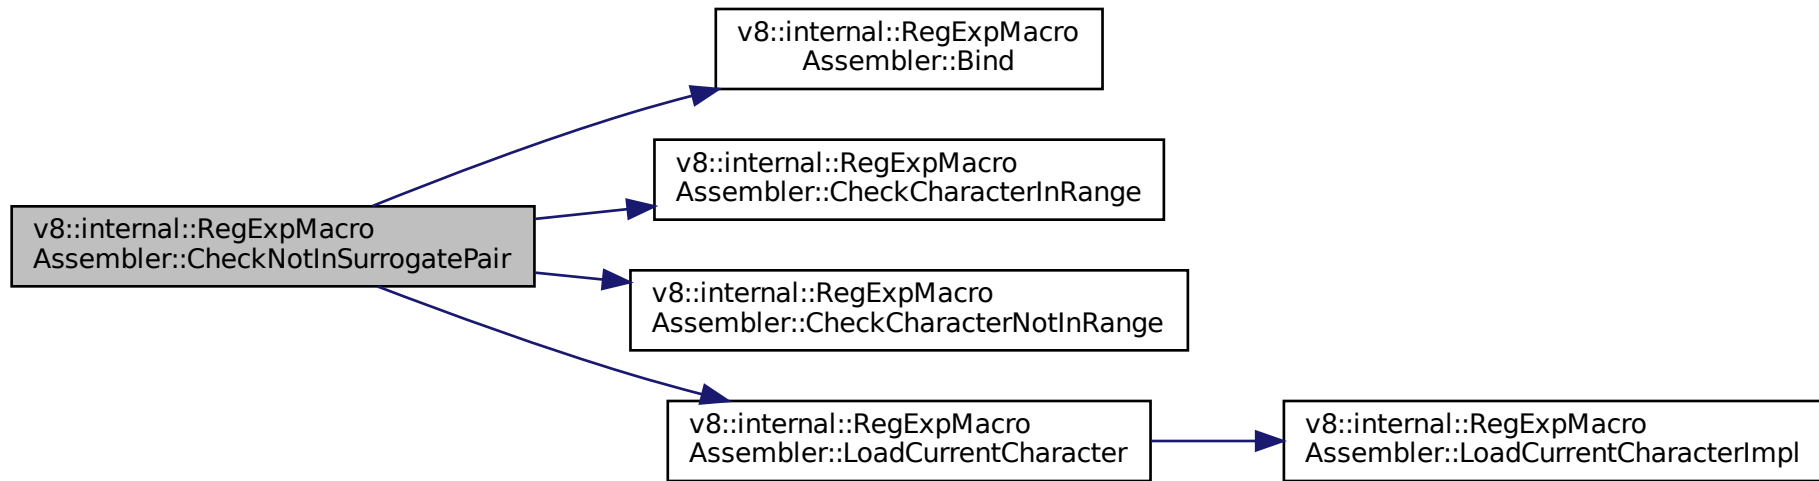 v8::internal::RegExpMacro
Assembler::CheckNotInSurrogatePair
v8::internal::RegExpMacro
Assembler::Bind
v8::internal::RegExpMacro
Assembler::CheckCharacterInRange
v8::internal::RegExpMacro
Assembler::CheckCharacterNotInRange
v8::internal::RegExpMacro
Assembler::LoadCurrentCharacter
v8::internal::RegExpMacro
Assembler::LoadCurrentCharacterImpl